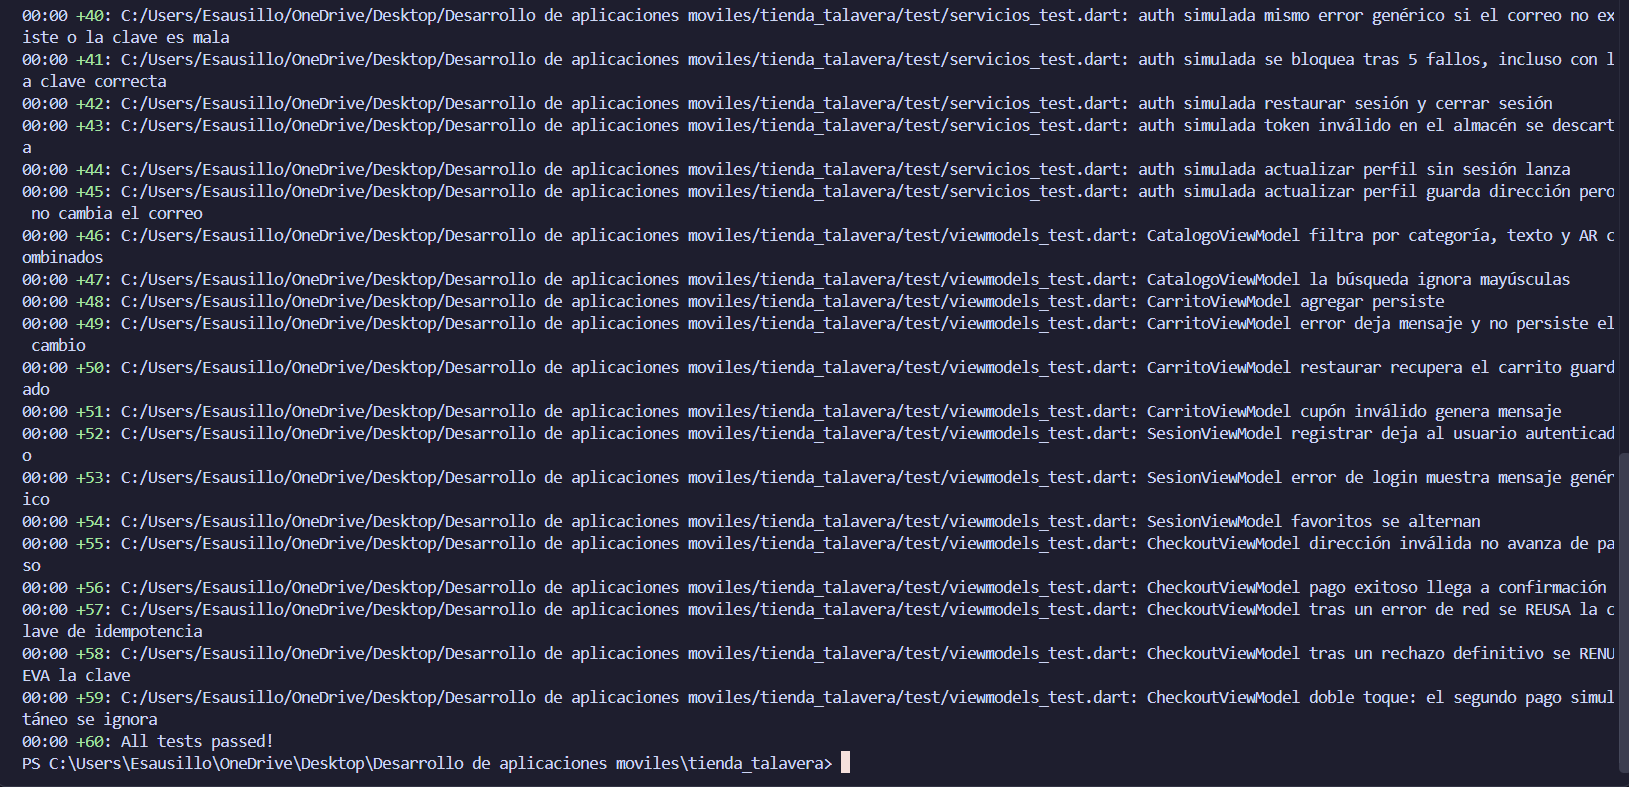 00:00 +40: C:/Users/Esausillo/OneDrive/Desktop/Desarrollo de aplicaciones moviles/tienda_talavera/test/servicios_test.dart: auth simulada mismo error genérico si el correo no ex
iste o la clave es mala
00:00 +41: C:/Users/Esausillo/OneDrive/Desktop/Desarrollo de aplicaciones moviles/tienda_talavera/test/servicios_test.dart: auth simulada se bloquea tras 5 fallos, incluso con l
a clave correcta
00:00 +42: C:/Users/Esausillo/OneDrive/Desktop/Desarrollo de aplicaciones moviles/tienda_talavera/test/servicios_test.dart: auth simulada restaurar sesión y cerrar sesión
00:00 +43: C:/Users/Esausillo/OneDrive/Desktop/Desarrollo de aplicaciones moviles/tienda_talavera/test/servicios_test.dart: auth simulada token inválido en el almacén se descart
a
00:00 +44: C:/Users/Esausillo/OneDrive/Desktop/Desarrollo de aplicaciones moviles/tienda_talavera/test/servicios_test.dart: auth simulada actualizar perfil sin sesión lanza
00:00 +45: C:/Users/Esausillo/OneDrive/Desktop/Desarrollo de aplicaciones moviles/tienda_talavera/test/servicios_test.dart: auth simulada actualizar perfil guarda dirección pero
 no cambia el correo
00:00 +46: C:/Users/Esausillo/OneDrive/Desktop/Desarrollo de aplicaciones moviles/tienda_talavera/test/viewmodels_test.dart: CatalogoViewModel filtra por categoría, texto y AR c
ombinados
00:00 +47: C:/Users/Esausillo/OneDrive/Desktop/Desarrollo de aplicaciones moviles/tienda_talavera/test/viewmodels_test.dart: CatalogoViewModel la búsqueda ignora mayúsculas
00:00 +48: C:/Users/Esausillo/OneDrive/Desktop/Desarrollo de aplicaciones moviles/tienda_talavera/test/viewmodels_test.dart: CarritoViewModel agregar persiste
00:00 +49: C:/Users/Esausillo/OneDrive/Desktop/Desarrollo de aplicaciones moviles/tienda_talavera/test/viewmodels_test.dart: CarritoViewModel error deja mensaje y no persiste el
 cambio
00:00 +50: C:/Users/Esausillo/OneDrive/Desktop/Desarrollo de aplicaciones moviles/tienda_talavera/test/viewmodels_test.dart: CarritoViewModel restaurar recupera el carrito guard
ado
00:00 +51: C:/Users/Esausillo/OneDrive/Desktop/Desarrollo de aplicaciones moviles/tienda_talavera/test/viewmodels_test.dart: CarritoViewModel cupón inválido genera mensaje
00:00 +52: C:/Users/Esausillo/OneDrive/Desktop/Desarrollo de aplicaciones moviles/tienda_talavera/test/viewmodels_test.dart: SesionViewModel registrar deja al usuario autenticad
o
00:00 +53: C:/Users/Esausillo/OneDrive/Desktop/Desarrollo de aplicaciones moviles/tienda_talavera/test/viewmodels_test.dart: SesionViewModel error de login muestra mensaje genér
ico
00:00 +54: C:/Users/Esausillo/OneDrive/Desktop/Desarrollo de aplicaciones moviles/tienda_talavera/test/viewmodels_test.dart: SesionViewModel favoritos se alternan
00:00 +55: C:/Users/Esausillo/OneDrive/Desktop/Desarrollo de aplicaciones moviles/tienda_talavera/test/viewmodels_test.dart: CheckoutViewModel dirección inválida no avanza de pa
so
00:00 +56: C:/Users/Esausillo/OneDrive/Desktop/Desarrollo de aplicaciones moviles/tienda_talavera/test/viewmodels_test.dart: CheckoutViewModel pago exitoso llega a confirmación
00:00 +57: C:/Users/Esausillo/OneDrive/Desktop/Desarrollo de aplicaciones moviles/tienda_talavera/test/viewmodels_test.dart: CheckoutViewModel tras un error de red se REUSA la c
lave de idempotencia
00:00 +58: C:/Users/Esausillo/OneDrive/Desktop/Desarrollo de aplicaciones moviles/tienda_talavera/test/viewmodels_test.dart: CheckoutViewModel tras un rechazo definitivo se RENU
EVA la clave
00:00 +59: C:/Users/Esausillo/OneDrive/Desktop/Desarrollo de aplicaciones moviles/tienda_talavera/test/viewmodels_test.dart: CheckoutViewModel doble toque: el segundo pago simul
táneo se ignora
00:00 +60: All tests passed!
PS C:\Users\Esausillo\OneDrive\Desktop\Desarrollo de aplicaciones moviles\tienda_talavera>